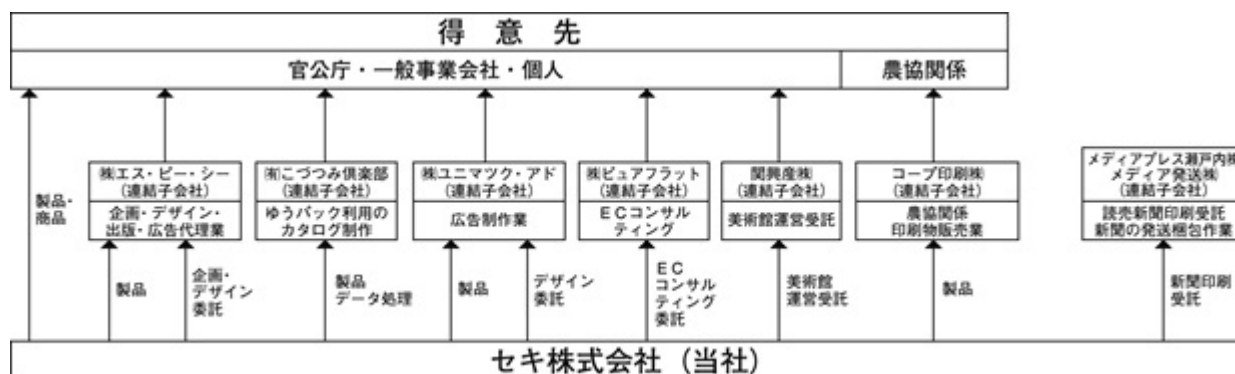 得意先
官公庁・一般事業会社・個人
農協関係
製品・
商品
㈱エス・ピー・シー
(連結子会社)
企画・デザイン・
出版・広告代理業
㈲こづつみ倶楽部
(連結子会社)
ゆうパック利用の
カタログ制作
㈱ユニマック・アド
(連結子会社)
広告制作業
㈱ピュアフラット
(連結子会社)
ECコンサル
ティング
関興産㈱
(連結子会社)
美術館運営受託
コープ印刷㈱
(連結子会社)
農協関係
印刷物販売業
メディアプレス瀬戸内㈱
メディア発送㈱
(連結子会社)
読売新聞印刷受託
新聞の発送梱包作業
製品
企画・
デザイン
委託
製品
データ処理
製品
デザイン
委託
EC
コンサル
ティング
委託
美術館
運営受託
製品
新聞印刷
受託
セキ株式会社(当社)